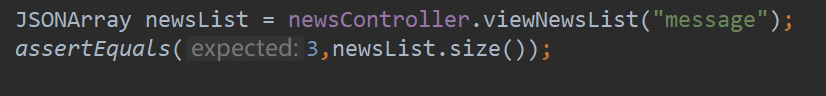 JSONArray newsList = newsController.viewNewsList("message");
assertEquals( expected: 3,newsList.size());